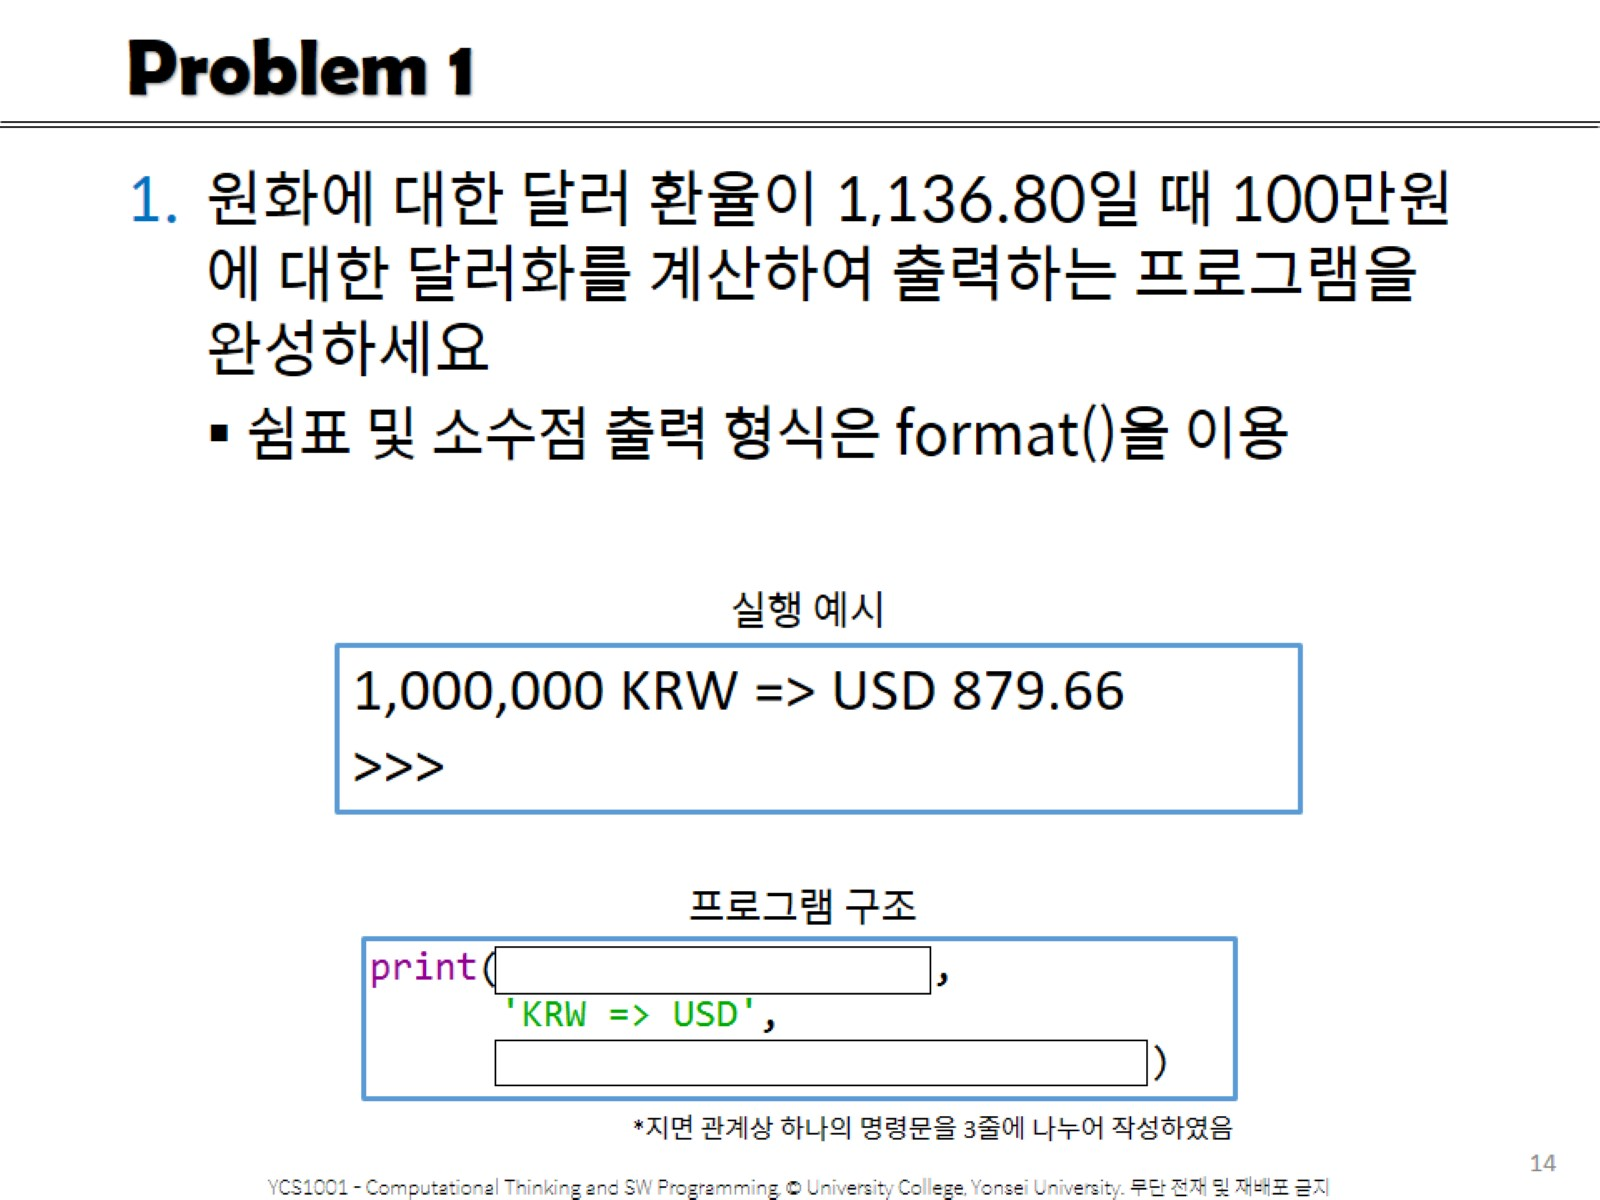 Problem 1
1. 원화에 대한 달러 환율이 1,136.80일 때 100만원
에 대한 달러화를 계산하여 출력하는 프로그램을
완성하세요
▪ 쉼표 및 소수점 출력 형식은 format()을 이용
실행 예시
1,000,000 KRW => USD 879.66
>>>
프로그램 구조
print( ,
'KRW => USD',
)
*지면 관계상 하나의 명령문을 3줄에 나누어 작성하였음
14
YCS1001 - Computational Thinking and SW Programming, © University College, Yonsei University. 무단 전재 및 재배포 금지